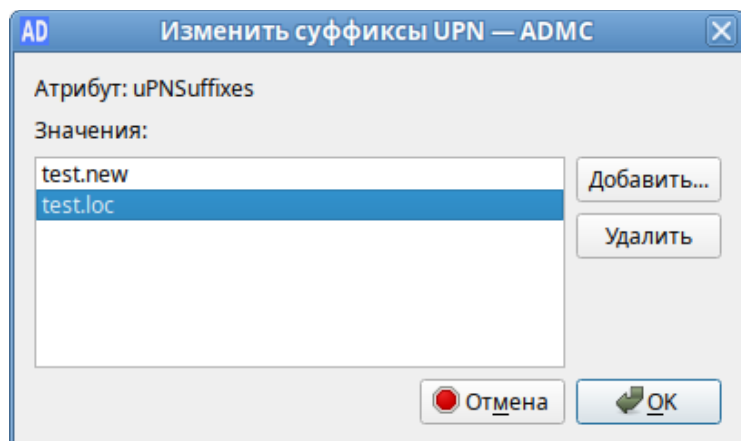 AD Изменить суффиксы UPN — ADMC
Атрибут: uPNSuffixes
Значения:
test.new
test.loc
Добавить...
Удалить
Отмена
OK